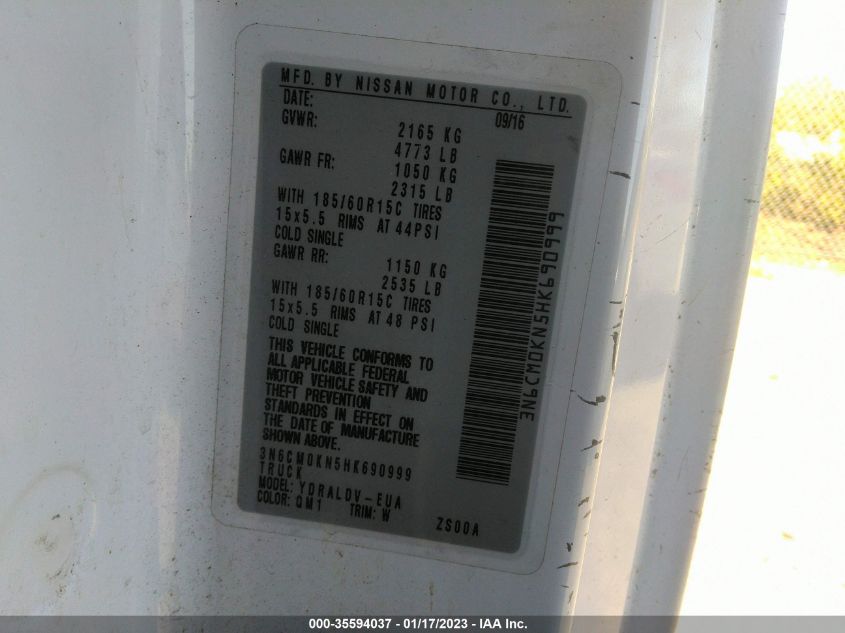 MFD. BY NISSAN MOTOR CO., LTD.
DATE: 09/16
GVWR: 2165 KG
4773 LB
GAWR FR: 1050 KG
2315 LB
WITH 185/60R15C TIRES
15x5.5 RIMS AT 44PSI
COLD SINGLE
GAWR RR: 1150 KG
2535 LB
WITH 185/60R15C TIRES
15x5.5 RIMS AT 48 PSI
COLD SINGLE
THIS VEHICLE CONFORMS TO
ALL APPLICABLE FEDERAL
MOTOR VEHICLE SAFETY AND
THEFT PREVENTION
STANDARDS IN EFFECT ON
THE DATE OF MANUFACTURE
SHOWN ABOVE.
3N6CM0KN5HK690999
TRUCK
MODEL: YDRALDV-EUA
COLOR: QM1 TRIM: W
ZS00A
3N6CM0KN5HK690999
000-35594037 - 01/17/2023 - IAA Inc.